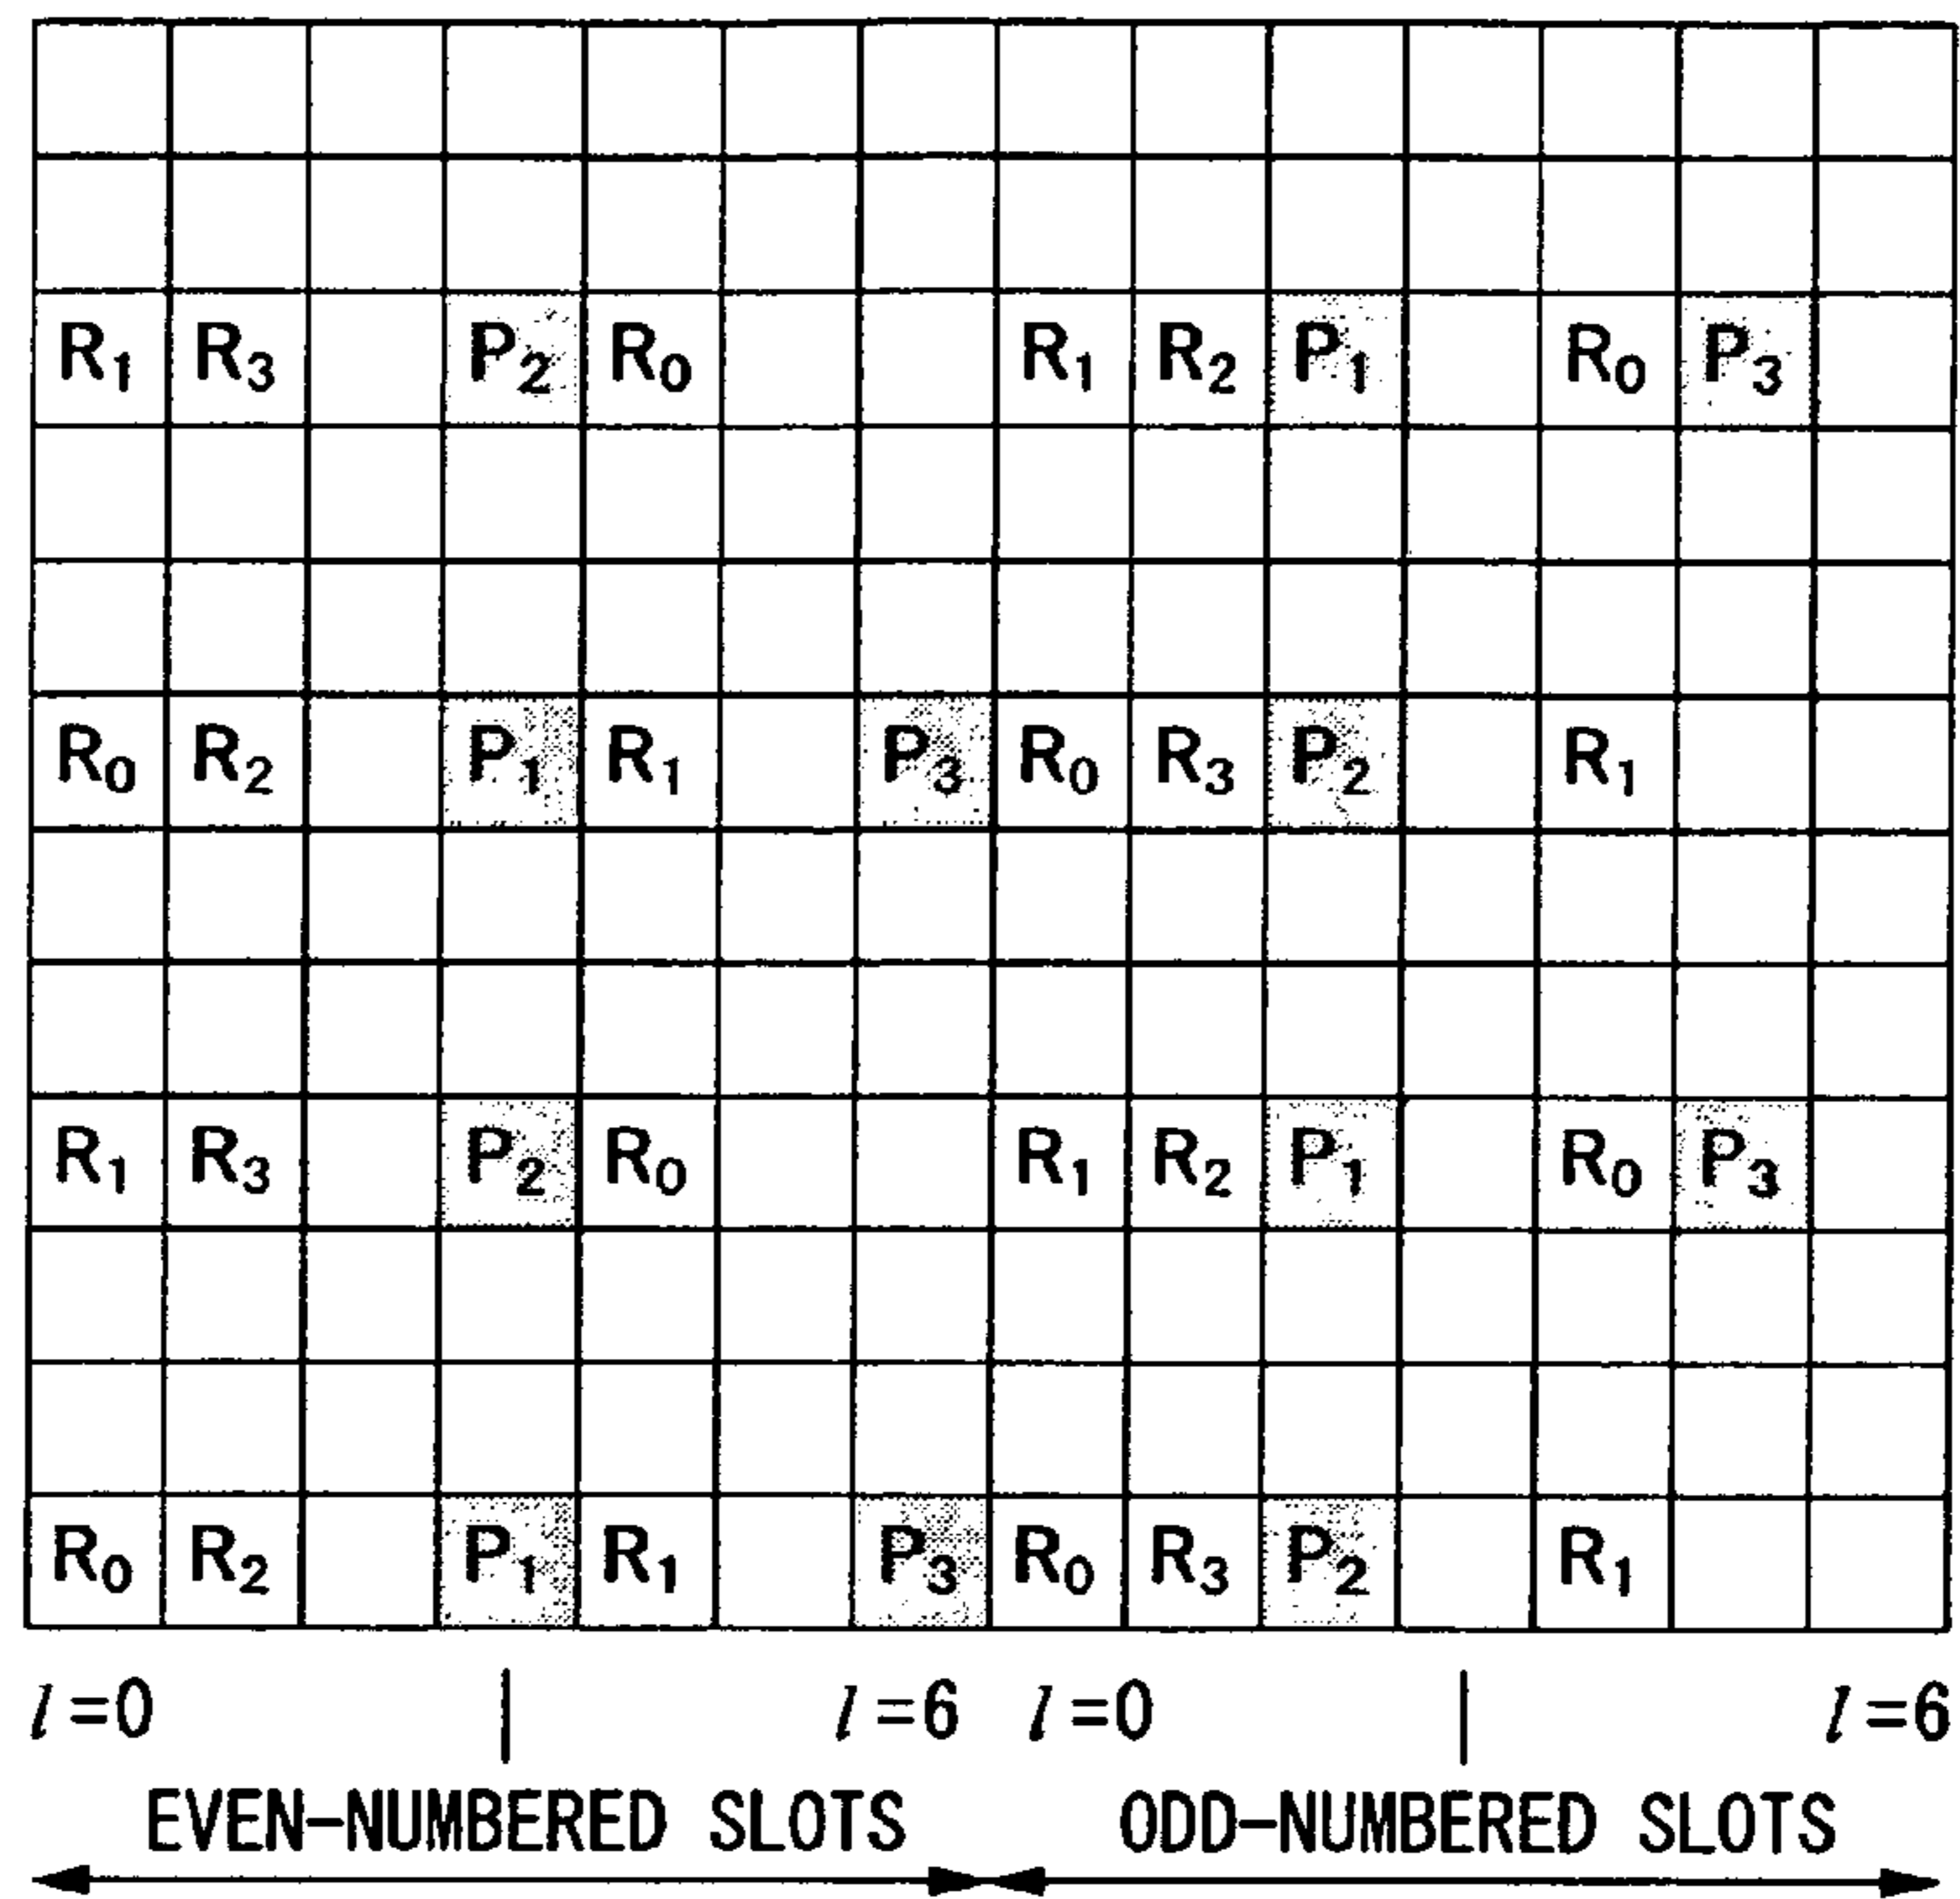 R₁ R₃ P₂ R₀ R₁ R₂ P₁ R₀ P₃
R₀ R₂ P₁ R₁ P₃ R₀ R₃ P₂ R₁
R₁ R₃ P₂ R₀ R₁ R₂ P₁ R₀ P₃
R₀ R₂ P₁ R₁ P₃ R₀ R₃ P₂ R₁
l=0 | l=6 l=0 | l=6
EVEN-NUMBERED SLOTS ODD-NUMBERED SLOTS